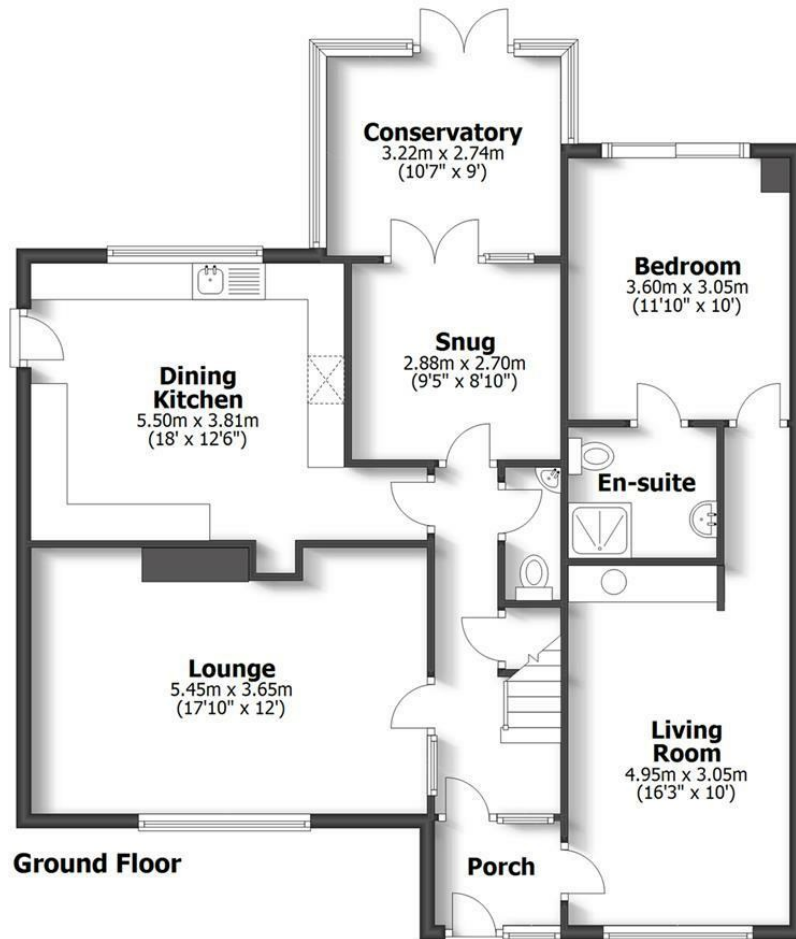 Conservatory
3.22m x 2.74m
(10'7" x 9')
Bedroom
3.60m x 3.05m
(11'10" x 10')
Snug
2.88m x 2.70m
(9'5" x 8'10")
Dining
Kitchen
5.50m x 3.81m
(18' x 12'6")
En-suite
Lounge
5.45m x 3.65m
(17'10" x 12')
Living
Room
4.95m x 3.05m
(16'3" x 10')
Ground Floor
Porch